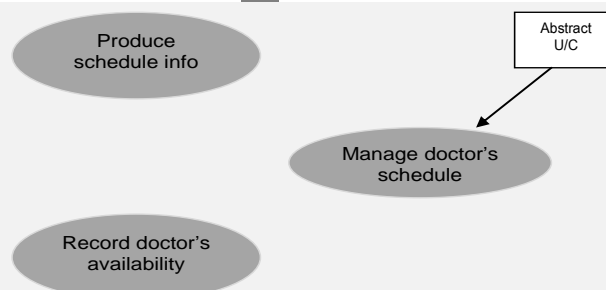 Produce
schedule info
Abstract
U/C
Manage doctor's
schedule
Record doctor's
availability